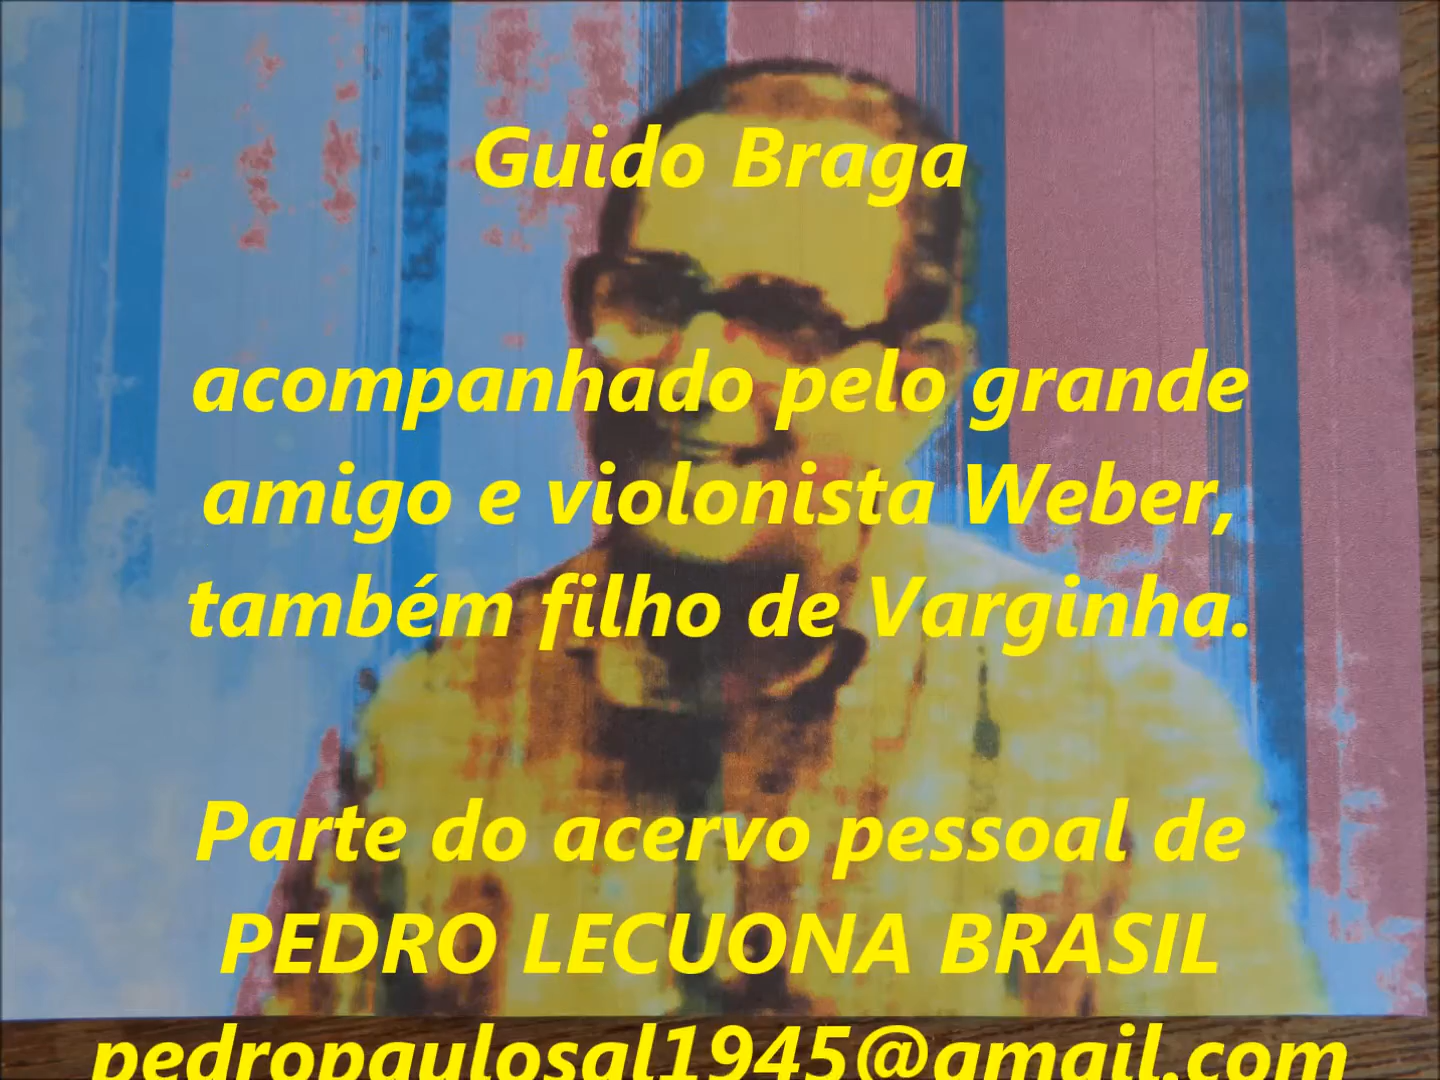 Guido Braga
acompanhado pelo grande
amigo e violonista Weber,
também filho de Varginha.
Parte do acervo pessoal de
PEDRO LECUONA BRASIL
pedropaulosal1945@gmail.com